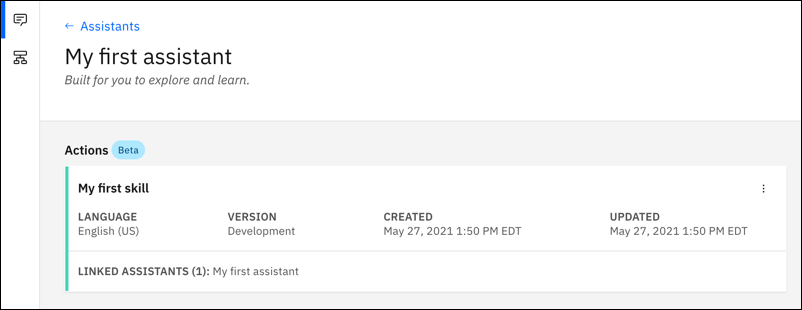 ← Assistants
My first assistant
Built for you to explore and learn.
Actions Beta
My first skill
LANGUAGE VERSION CREATED UPDATED
English (US) Development May 27, 2021 1:50 PM EDT May 27, 2021 1:50 PM EDT
LINKED ASSISTANTS (1): My first assistant